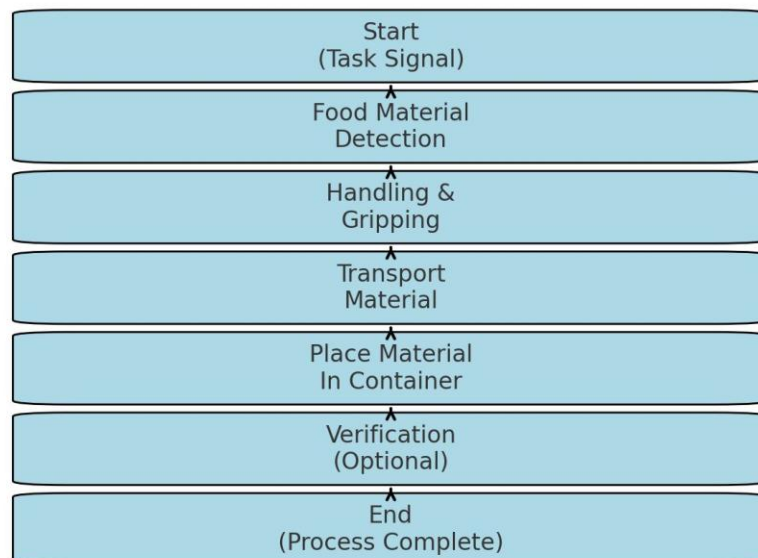 Start
(Task Signal)
Food Material
Detection
Handling &
Gripping
Transport
Material
Place Material
In Container
Verification
(Optional)
End
(Process Complete)